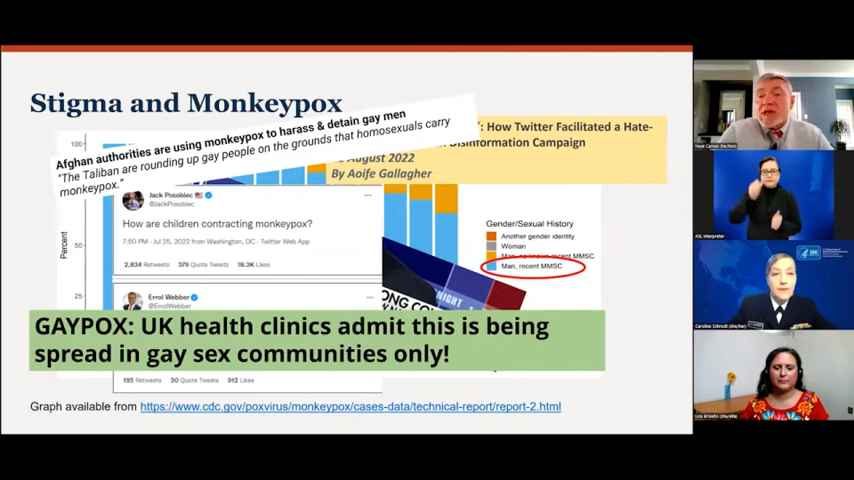 Stigma and Monkeypox
Afghan authorities are using monkeypox to harass & detain gay men
"The Taliban are rounding up gay people on the grounds that homosexuals carry
monkeypox."
': How Twitter Facilitated a Hate-
Disinformation Campaign
August 2022
By Aoife Gallagher
100
50
25
Percent
Jack Posobiec
@JackPosobiec
How are children contracting monkeypox?
7:50 PM · Jul 25, 2022 from Washington, DC · Twitter Web App
2,834 Retweets 379 Quote Tweets 16.3K Likes
Errol Webber
@ErrolWebber
Gender/Sexual History
Another gender identity
Woman
recent MMSC
Man, recent MMSC
NIGHT
GAYPOX: UK health clinics admit this is being
spread in gay sex communities only!
195 Retweets 30 Quote Tweets 912 Likes
Graph available from https://www.cdc.gov/poxvirus/monkeypox/cases-data/technical-report/report-2.html
ASL Interpreter
CDC